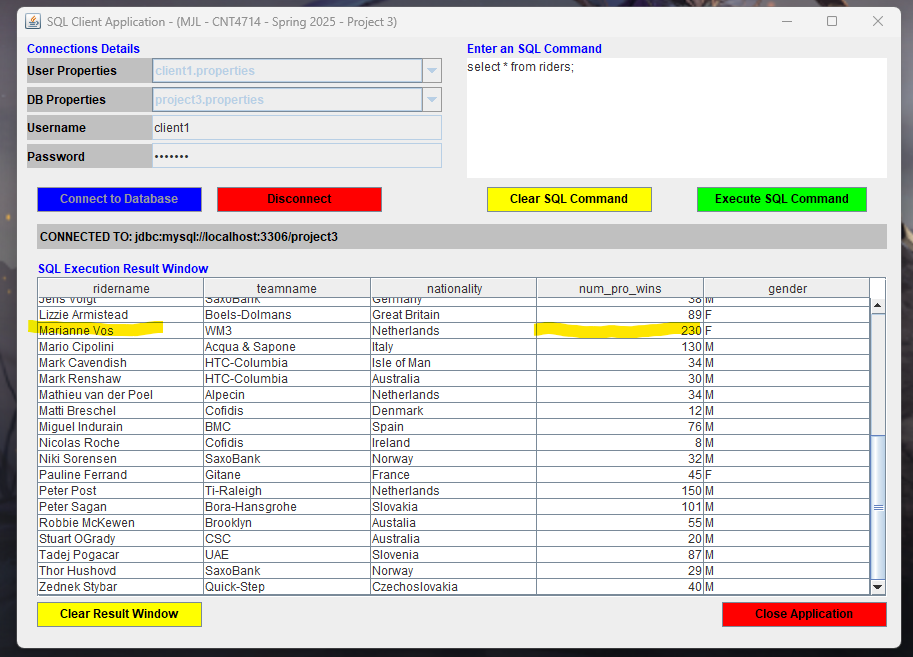 SQL Client Application - (MJL - CNT4714 - Spring 2025 - Project 3)
Connections Details
Enter an SQL Command
User Properties client1.properties
select * from riders;
DB Properties project3.properties
Username client1
Password •••••••
Connect to Database Disconnect Clear SQL Command Execute SQL Command
CONNECTED TO: jdbc:mysql://localhost:3306/project3
SQL Execution Result Window
ridername teamname nationality num_pro_wins gender
Jens Voigt SaxoBank Germany 38 M
Lizzie Armistead Boels-Dolmans Great Britain 89 F
Marianne Vos WM3 Netherlands 230 F
Mario Cipolini Acqua & Sapone Italy 130 M
Mark Cavendish HTC-Columbia Isle of Man 34 M
Mark Renshaw HTC-Columbia Australia 30 M
Mathieu van der Poel Alpecin Netherlands 34 M
Matti Breschel Cofidis Denmark 12 M
Miguel Indurain BMC Spain 76 M
Nicolas Roche Cofidis Ireland 8 M
Niki Sorensen SaxoBank Norway 32 M
Pauline Ferrand Gitane France 45 F
Peter Post Ti-Raleigh Netherlands 150 M
Peter Sagan Bora-Hansgrohe Slovakia 101 M
Robbie McKewen Brooklyn Austalia 55 M
Stuart OGrady CSC Australia 20 M
Tadej Pogacar UAE Slovenia 87 M
Thor Hushovd SaxoBank Norway 29 M
Zednek Stybar Quick-Step Czechoslovakia 40 M
Clear Result Window Close Application